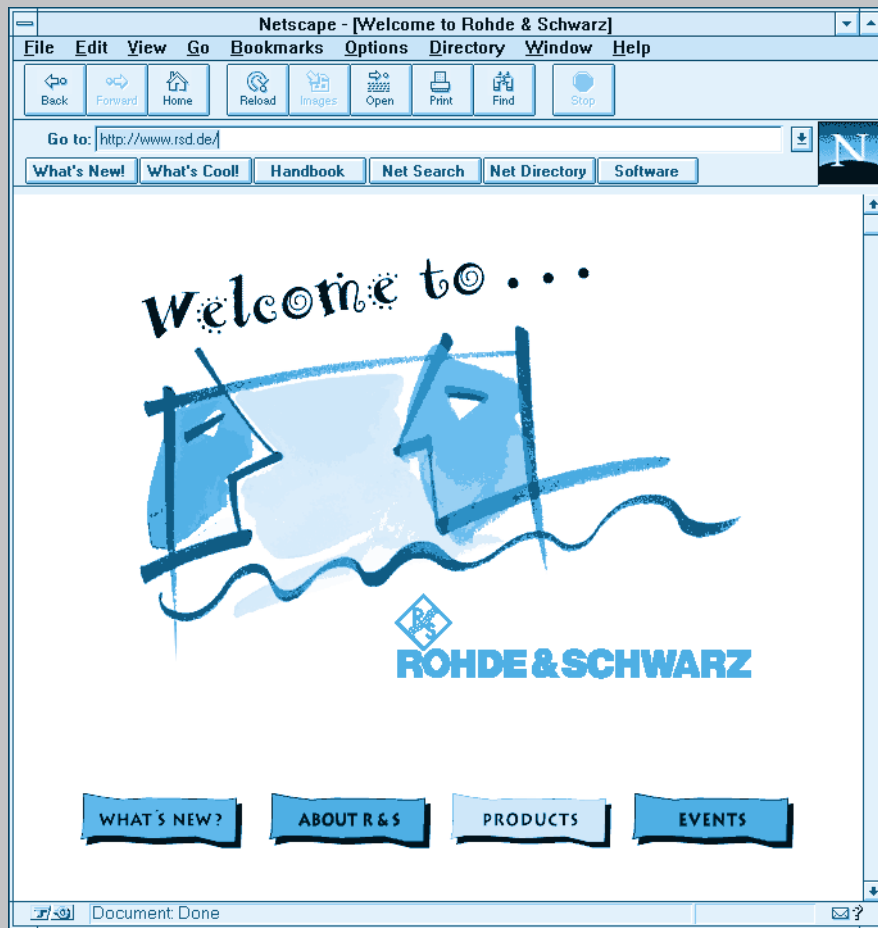 Netscape - [Welcome to Rohde & Schwarz]
File Edit View Go Bookmarks Options Directory Window Help
Back Forward Home Reload Images Open Print Find Stop
Go to: http://www.rsd.de/
N
What's New! What's Cool! Handbook Net Search Net Directory Software
Welcome to . . .
R S
ROHDE & SCHWARZ
WHAT'S NEW? ABOUT R & S PRODUCTS EVENTS
Document: Done
?